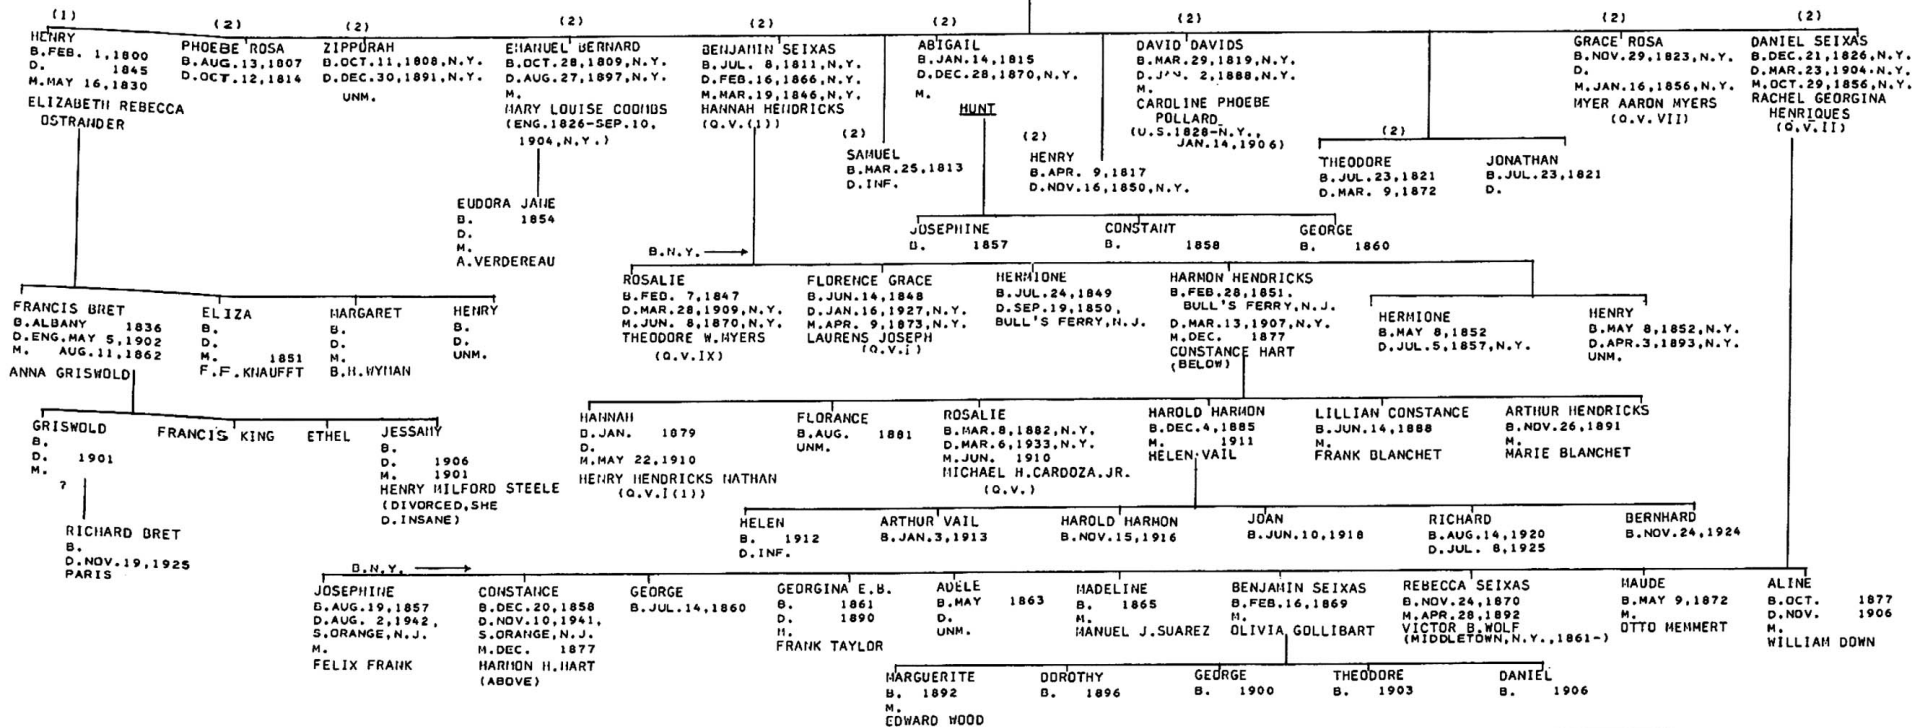 (1)
HENRY
B.FEB. 1,1800
D. 1845
M.MAY 16,1830
ELIZABETH REBECCA
OSTRANDER
(2)
PHOEBE ROSA
B.AUG.13,1807
D.OCT.12,1814
(2)
ZIPPORAH
B.OCT.11,1808,N.Y.
D.DEC.30,1891,N.Y.
UNM.
(2)
EMANUEL BERNARD
B.OCT.28,1809,N.Y.
D.AUG.27,1897,N.Y.
M.
MARY LOUISE COOMBS
(ENG.1826-SEP.10,
1904,N.Y.)
(2)
BENJAMIN SEIXAS
B.JUL. 8,1811,N.Y.
D.FEB.16,1866,N.Y.
M.MAR.19,1846,N.Y.
HANNAH HENDRICKS
(Q.V.(1))
(2)
SAMUEL
B.MAR.25,1813
D.INF.
(2)
ABIGAIL
B.JAN.14,1815
D.DEC.28,1870,N.Y.
M.
HUNT
(2)
HENRY
B.APR. 9,1817
D.NOV.16,1850,N.Y.
(2)
DAVID DAVIDS
B.MAR.29,1819,N.Y.
D.JAN. 2,1888,N.Y.
M.
CAROLINE PHOEBE
POLLARD
(U.S.1828-N.Y.,
JAN.14,1906)
(2)
THEODORE
B.JUL.23,1821
D.MAR. 9,1872
JONATHAN
B.JUL.23,1821
D.
(2)
GRACE ROSA
B.NOV.29,1823,N.Y.
D.
M.JAN.16,1856,N.Y.
MYER AARON MYERS
(Q.V.VII)
(2)
DANIEL SEIXAS
B.DEC.21,1826,N.Y.
D.MAR.23,1904,N.Y.
M.OCT.29,1856,N.Y.
RACHEL GEORGINA
HENRIQUES
(Q.V.II)
EUDORA JANE
B. 1854
D.
M.
A.VERDEREAU
JOSEPHINE
B. 1857
CONSTANT
B. 1858
GEORGE
B. 1860
FRANCIS BRET
B.ALBANY 1836
D.ENG.MAY 5,1902
M. AUG.11,1862
ANNA GRISWOLD
ELIZA
B.
D.
M. 1851
F.F.KNAUFFT
MARGARET
B.
D.
M.
B.H.WYMAN
HENRY
B.
D.
UNM.
B.N.Y.
ROSALIE
B.FEB. 7,1847
D.MAR.28,1909,N.Y.
M.JUN. 8,1870,N.Y.
THEODORE W.MYERS
(Q.V.IX)
FLORENCE GRACE
B.JUN.14,1848
D.JAN.16,1927,N.Y.
M.APR. 9,1873,N.Y.
LAURENS JOSEPH
(Q.V.I)
HERMIONE
B.JUL.24,1849
D.SEP.19,1850,
BULL'S FERRY,N.J.
HARMON HENDRICKS
B.FEB.28,1851.
BULL'S FERRY,N.J.
D.MAR.13,1907,N.Y.
M.DEC. 1877
CONSTANCE HART
(BELOW)
HERMIONE
B.MAY 8,1852
D.JUL.5,1857,N.Y.
HENRY
B.MAY 8,1852,N.Y.
D.APR.3,1893,N.Y.
UNM.
GRISWOLD
B.
D. 1901
M.
?
FRANCIS KING
ETHEL
JESSAMY
B.
D. 1906
M. 1901
HENRY MILFORD STEELE
(DIVORCED,SHE
D.INSANE)
RICHARD BRET
B.
D.NOV.19,1925
PARIS
HANNAH
B.JAN. 1879
D.
M.MAY 22,1910
HENRY HENDRICKS NATHAN
(Q.V.I(1))
FLORANCE
B.AUG. 1881
UNM.
ROSALIE
B.MAR.8,1882,N.Y.
D.MAR.6,1933,N.Y.
M.JUN. 1910
MICHAEL H.CARDOZA,JR.
(Q.V.)
HAROLD HARMON
B.DEC.4,1885
M. 1911
HELEN VAIL
LILLIAN CONSTANCE
B.JUN.14,1888
M.
FRANK BLANCHET
ARTHUR HENDRICKS
B.NOV.26,1891
M.
MARIE BLANCHET
HELEN
B. 1912
D.INF.
ARTHUR VAIL
B.JAN.3,1913
HAROLD HARMON
B.NOV.15,1916
JOAN
B.JUN.10,1918
RICHARD
B.AUG.14,1920
D.JUL. 8,1925
BERNHARD
B.NOV.24,1924
B.N.Y.
JOSEPHINE
B.AUG.19,1857
D.AUG. 2,1942,
S.ORANGE,N.J.
M.
FELIX FRANK
CONSTANCE
B.DEC.20,1858
D.NOV.10,1941,
S.ORANGE,N.J.
M.DEC. 1877
HARMON H.HART
(ABOVE)
GEORGE
B.JUL.14,1860
GEORGINA E.B.
B. 1861
D. 1890
M.
FRANK TAYLOR
ADELE
B.MAY 1863
D.
UNM.
MADELINE
B. 1865
M.
MANUEL J.SUAREZ
BENJAMIN SEIXAS
B.FEB.16,1869
M.
OLIVIA GOLLIBART
REBECCA SEIXAS
B.NOV.24,1870
M.APR.28,1892
VICTOR B.WOLF
(MIDDLETOWN,N.Y.,1861-)
MAUDE
B.MAY 9,1872
M.
OTTO MEMMERT
ALINE
B.OCT. 1877
D.NOV. 1906
M.
WILLIAM DOWN
MARGUERITE
B. 1892
M.
EDWARD WOOD
DOROTHY
B. 1896
GEORGE
B. 1900
THEODORE
B. 1903
DANIEL
B. 1906